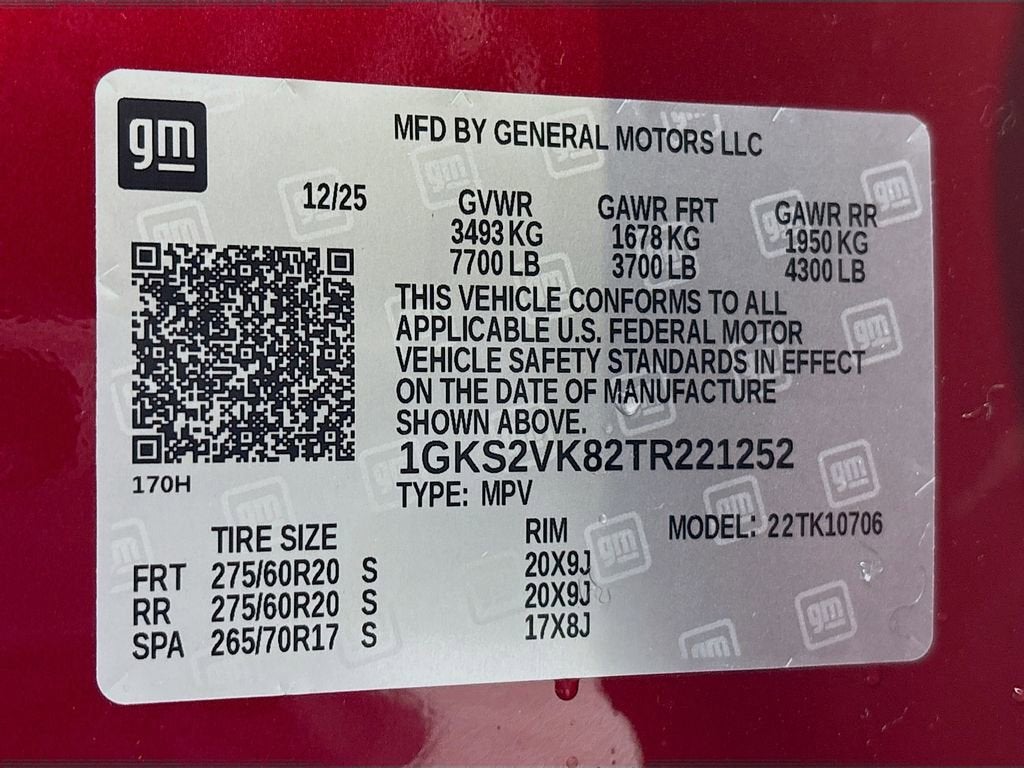 gm
MFD BY GENERAL MOTORS LLC
12/25
GVWR GAWR FRT GAWR RR
3493 KG 1678 KG 1950 KG
7700 LB 3700 LB 4300 LB
THIS VEHICLE CONFORMS TO ALL
APPLICABLE U.S. FEDERAL MOTOR
VEHICLE SAFETY STANDARDS IN EFFECT
ON THE DATE OF MANUFACTURE
SHOWN ABOVE.
1GKS2VK82TR221252
170H
TYPE: MPV
TIRE SIZE RIM MODEL: 22TK10706
FRT 275/60R20 S 20X9J
RR 275/60R20 S 20X9J
SPA 265/70R17 S 17X8J